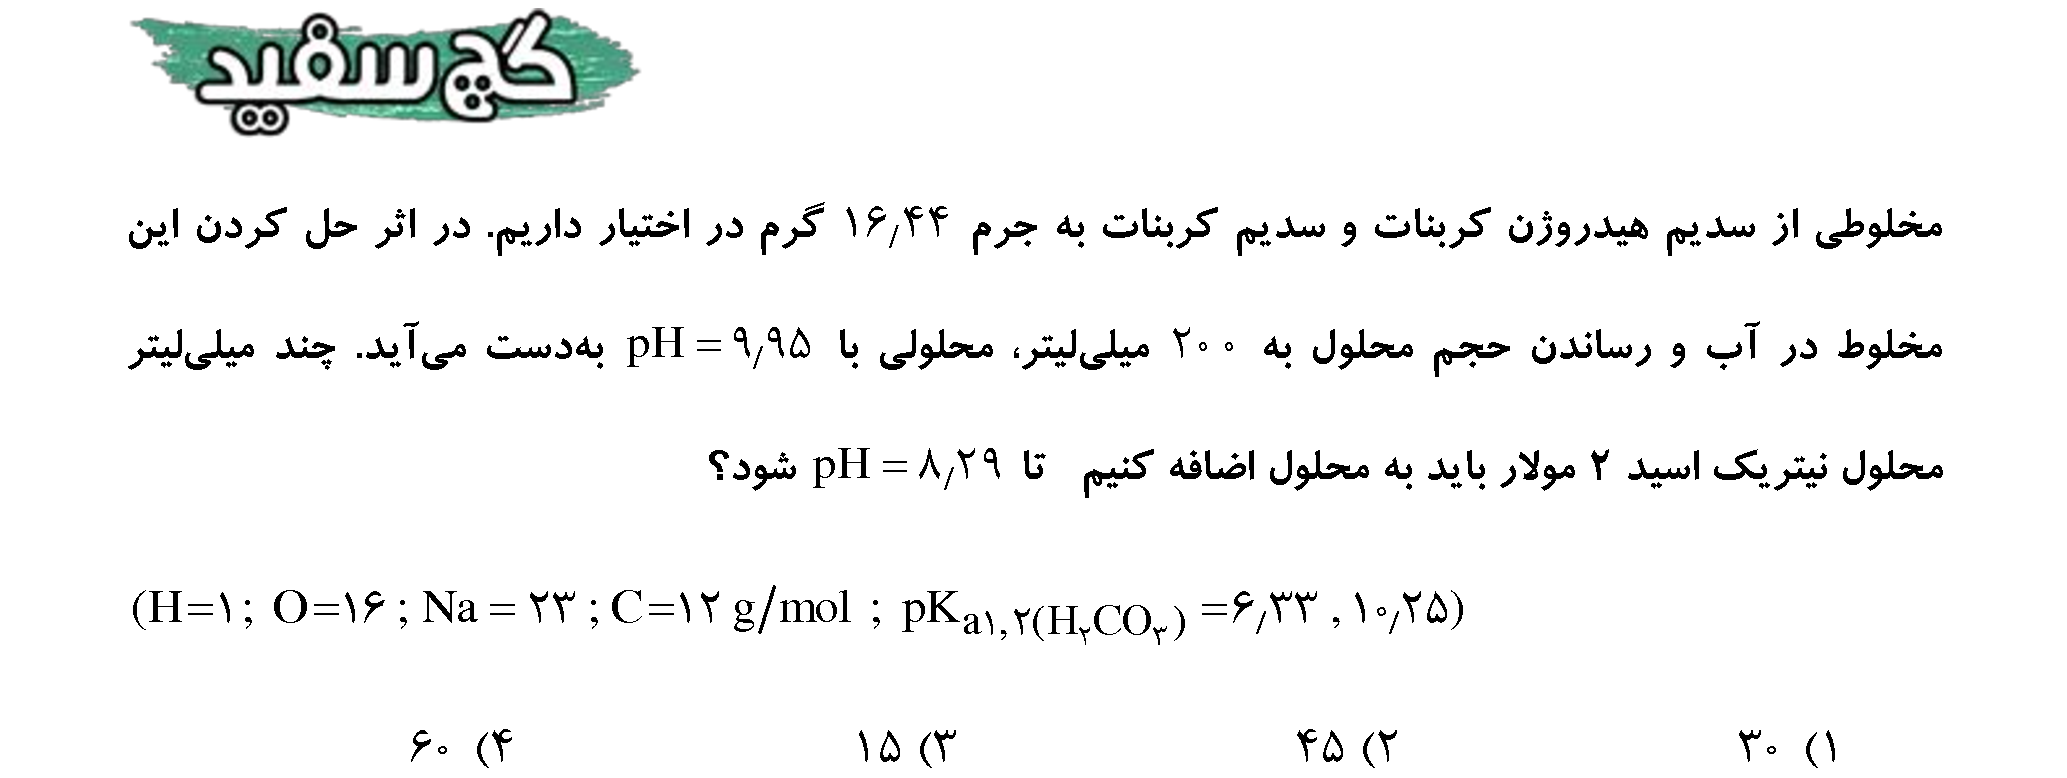 گچ سفید
مخلوطی از سدیم هیدروژن کربنات و سدیم کربنات به جرم ۱۶٫۴۴ گرم در اختیار داریم. در اثر حل کردن این
مخلوط در آب و رساندن حجم محلول به ۲۰۰ میلی‌لیتر، محلولی با pH = ۹٫۹۵ به‌دست می‌آید. چند میلی‌لیتر
محلول نیتریک اسید ۲ مولار باید به محلول اضافه کنیم تا pH = ۸٫۲۹ شود؟
(H=۱; O=۱۶; Na = ۲۳; C=۱۲ g/mol ; pKa۱,۲(H۲CO۳) =۶٫۳۳ , ۱۰٫۲۵)
۱) ۳۰ ۲) ۴۵ ۳) ۱۵ ۴) ۶۰